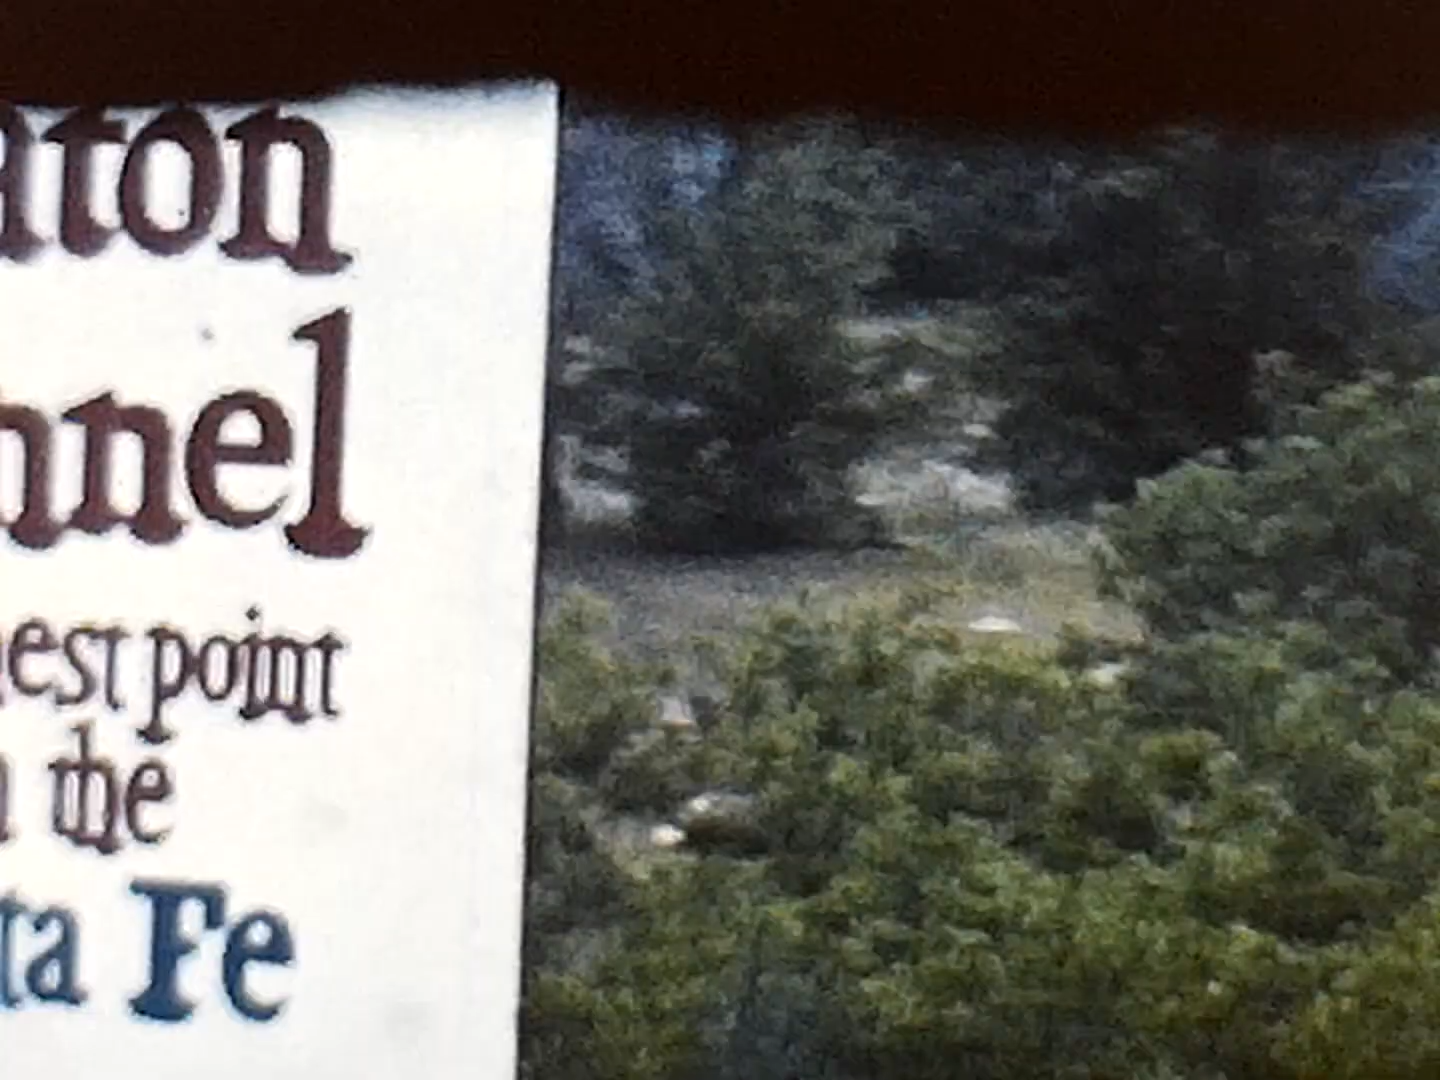 aton
nnel
est point
the
ta Fe